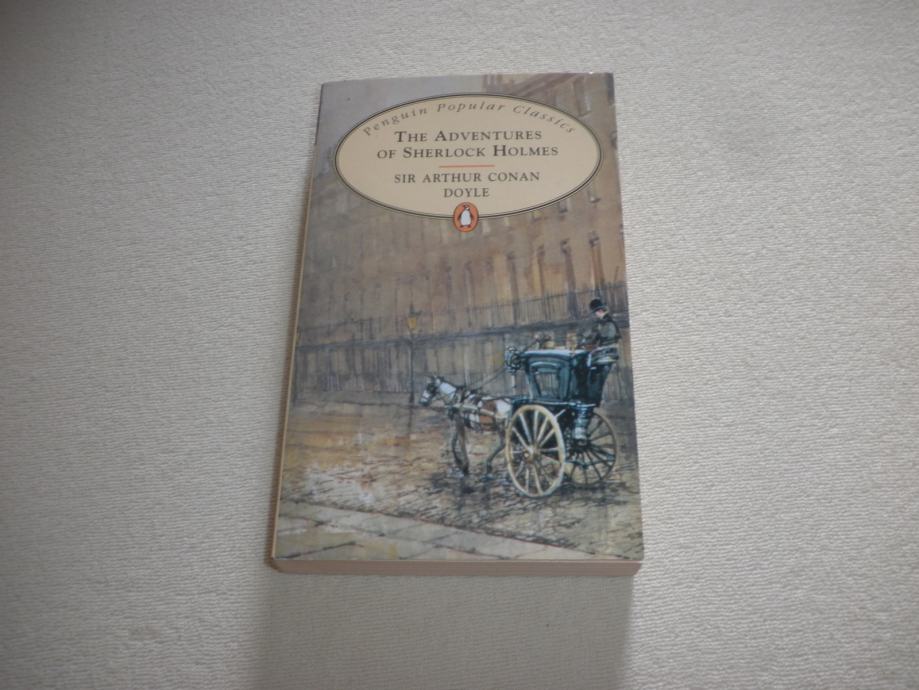 Penguin Popular Classics
THE ADVENTURES
OF SHERLOCK HOLMES
SIR ARTHUR CONAN
DOYLE